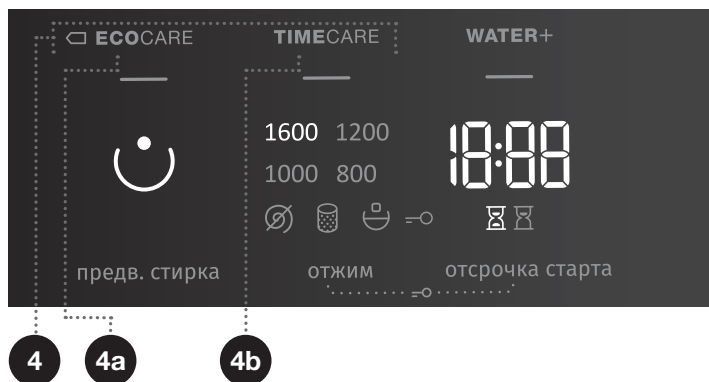 ECOCARE TIMECARE WATER+
1600 1200 18:88
1000 800
предв. стирка отжим отсрочка старта
4 4a 4b